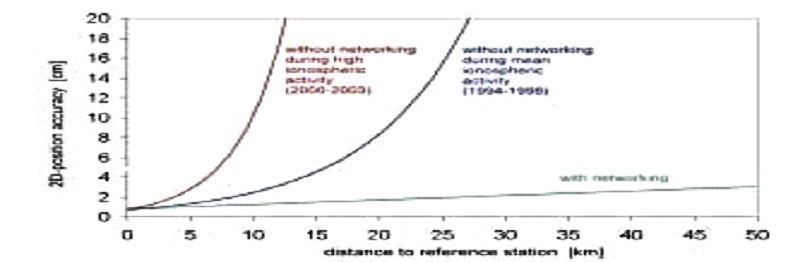 20
18
16
14
12
10
8
6
4
2
0
2D-position accuracy [cm]
without networking
during high
ionospheric
activity
(2000-2003)
without networking
during mean
ionospheric
activity
with networking
0 5 10 15 20 25 30 35 40 45 50
distance to reference station [km]